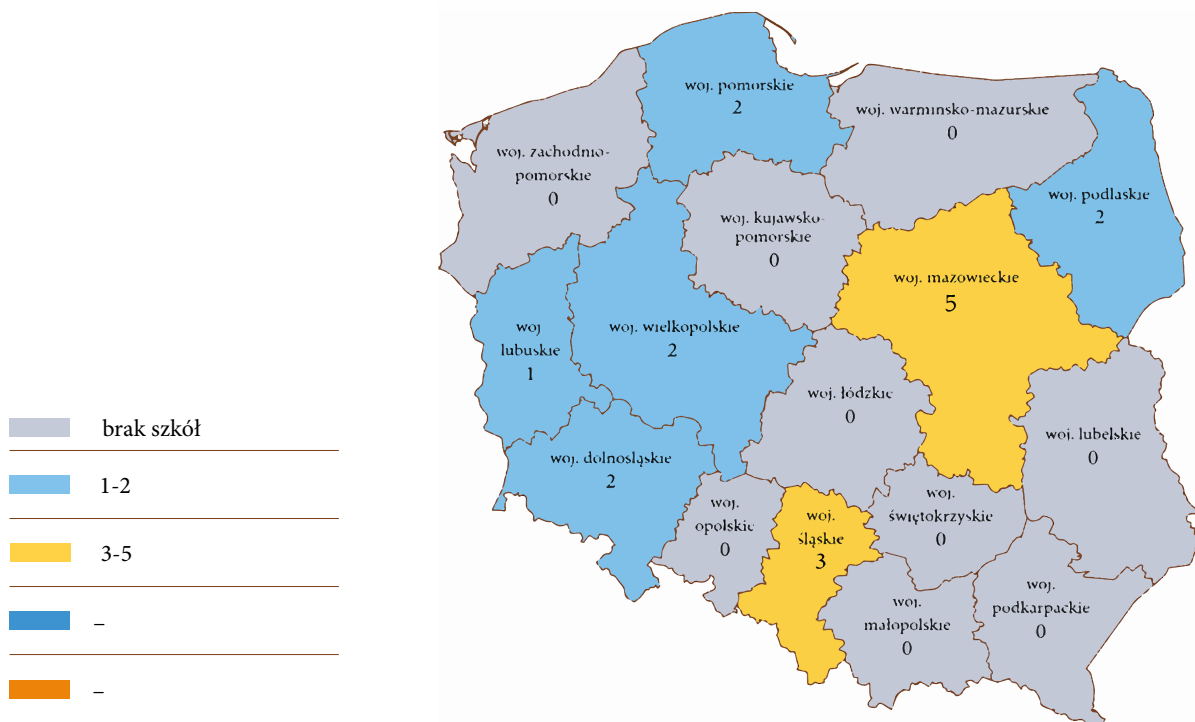 woj. pomorskie
2
woj. warmińsko-mazurskie
0
woj. zachodnio-
pomorskie
0
woj. podlaskie
2
woj. kujawsko-
pomorskie
0
woj. mazowieckie
5
woj
lubuskie
1
woj. wielkopolskie
2
woj. łódzkie
0
woj. lubelskie
0
woj. dolnośląskie
2
woj.
opolskie
0
woj.
śląskie
3
woj.
świętokrzyskie
0
woj.
małopolskie
0
woj.
podkarpackie
0
brak szkół
1-2
3-5
–
–